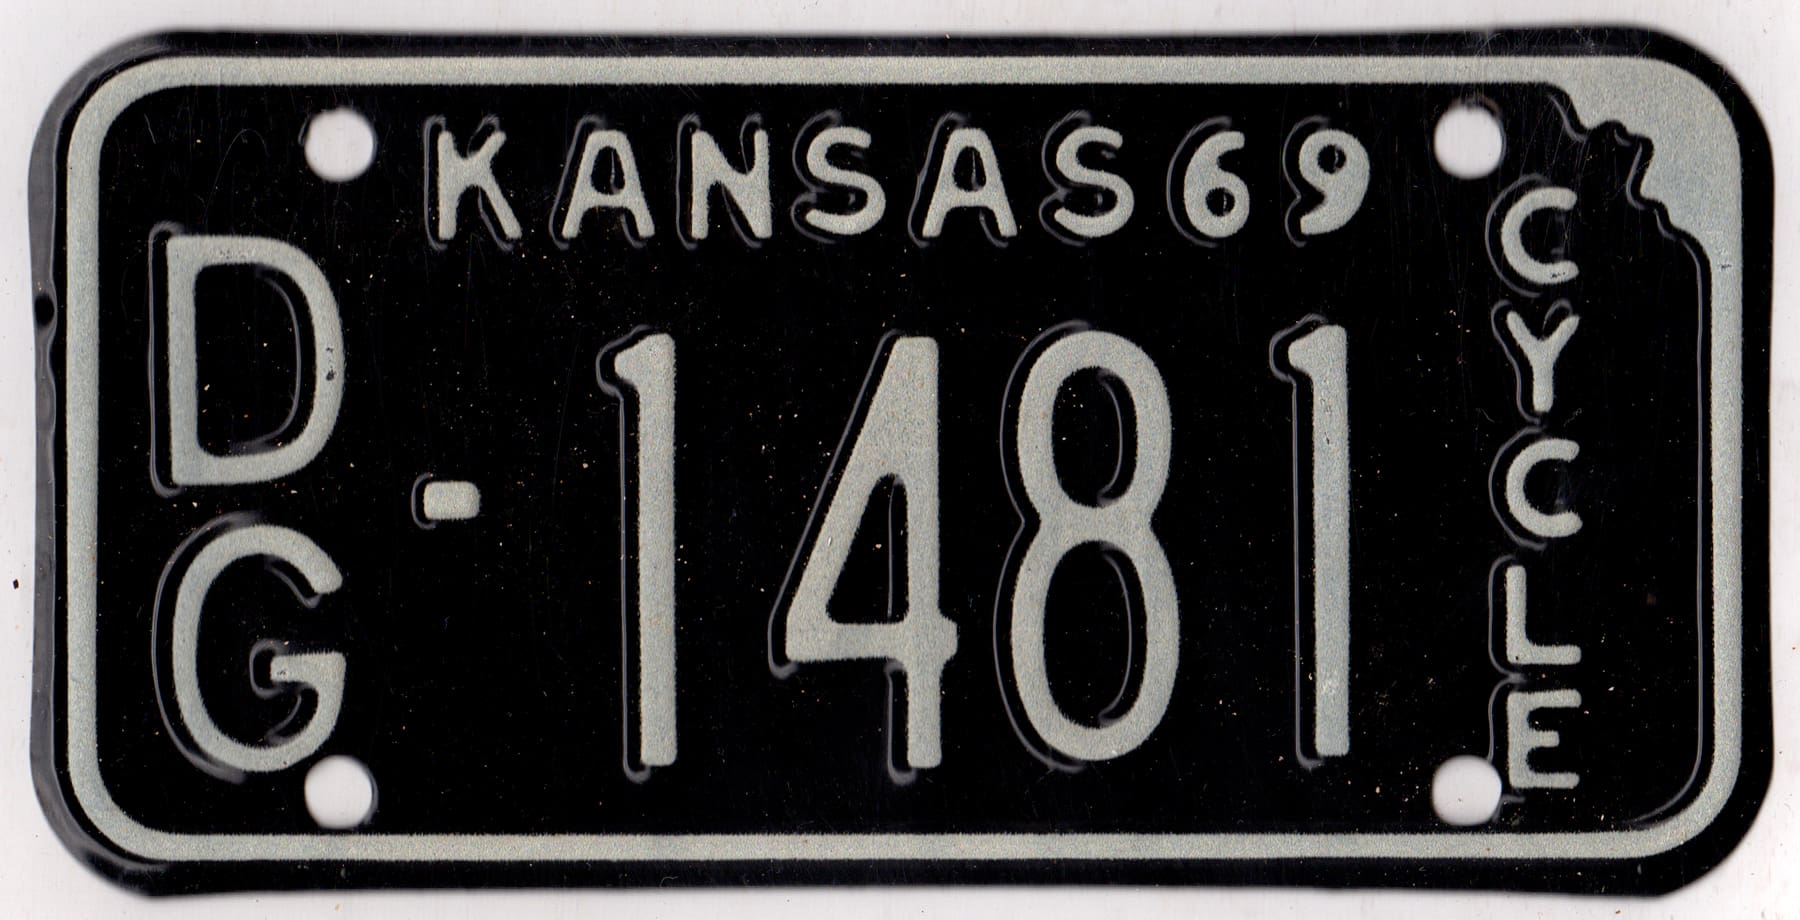 KANSAS 69
DG-1481
CYCLE